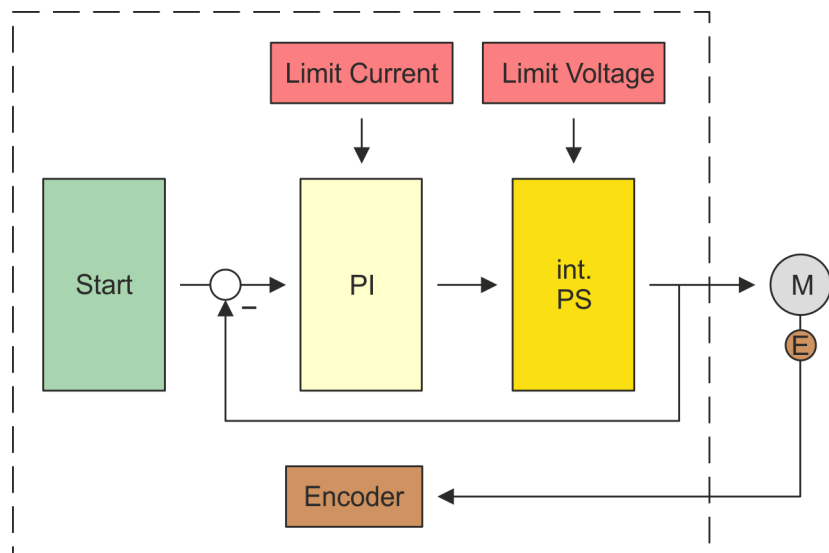 Limit Current
Limit Voltage
Start
PI
int.
PS
M
E
–
Encoder